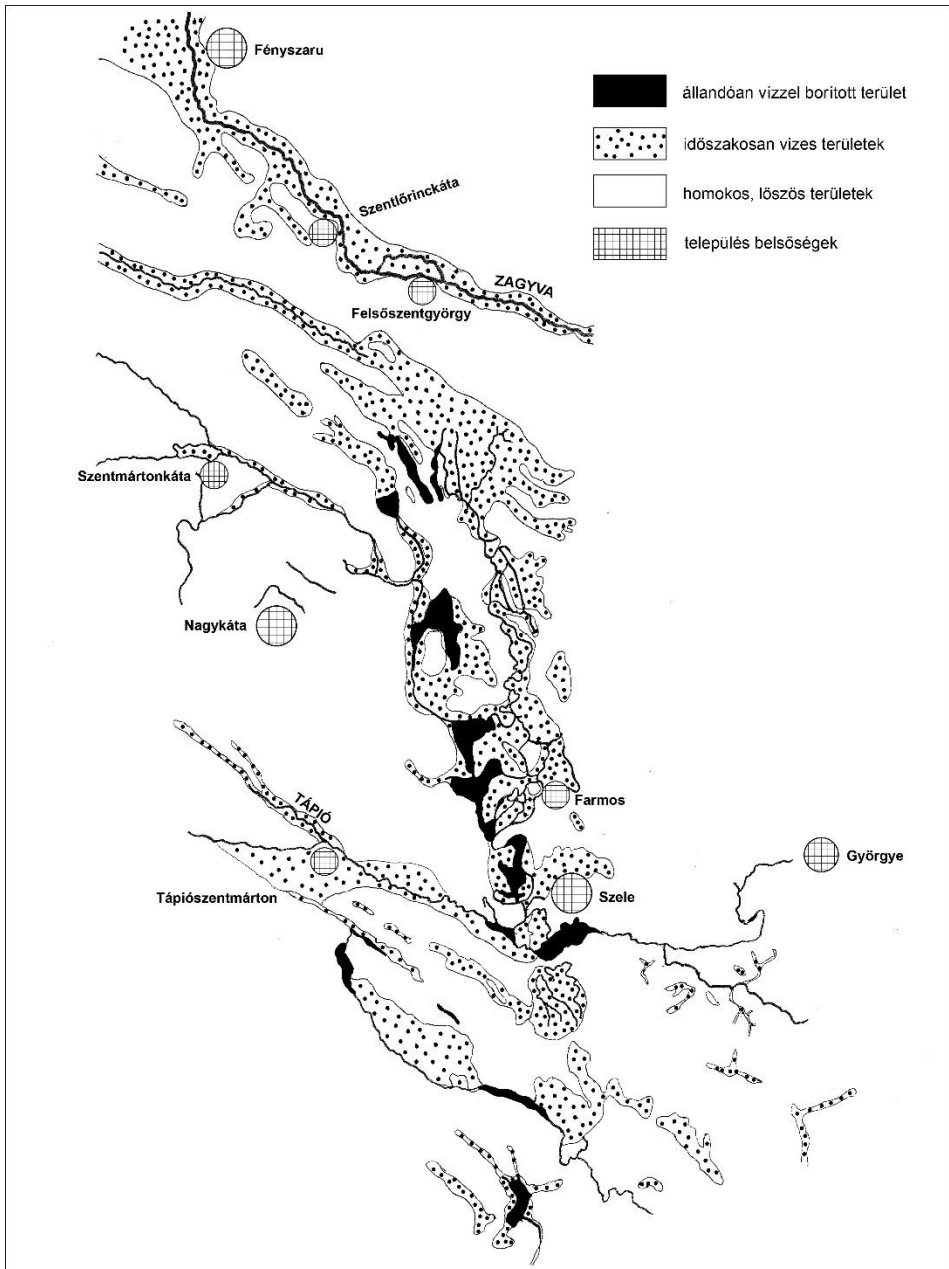 Fényszaru
állandóan vízzel borított terület
időszakosan vizes területek
homokos, löszös területek
település belsőségek
Szentlőrinckáta
ZAGYVA
Felsőszentgyörgy
Szentmártonkáta
Nagykáta
TÁPIÓ
Farmos
Györgye
Tápiószentmárton
Szele